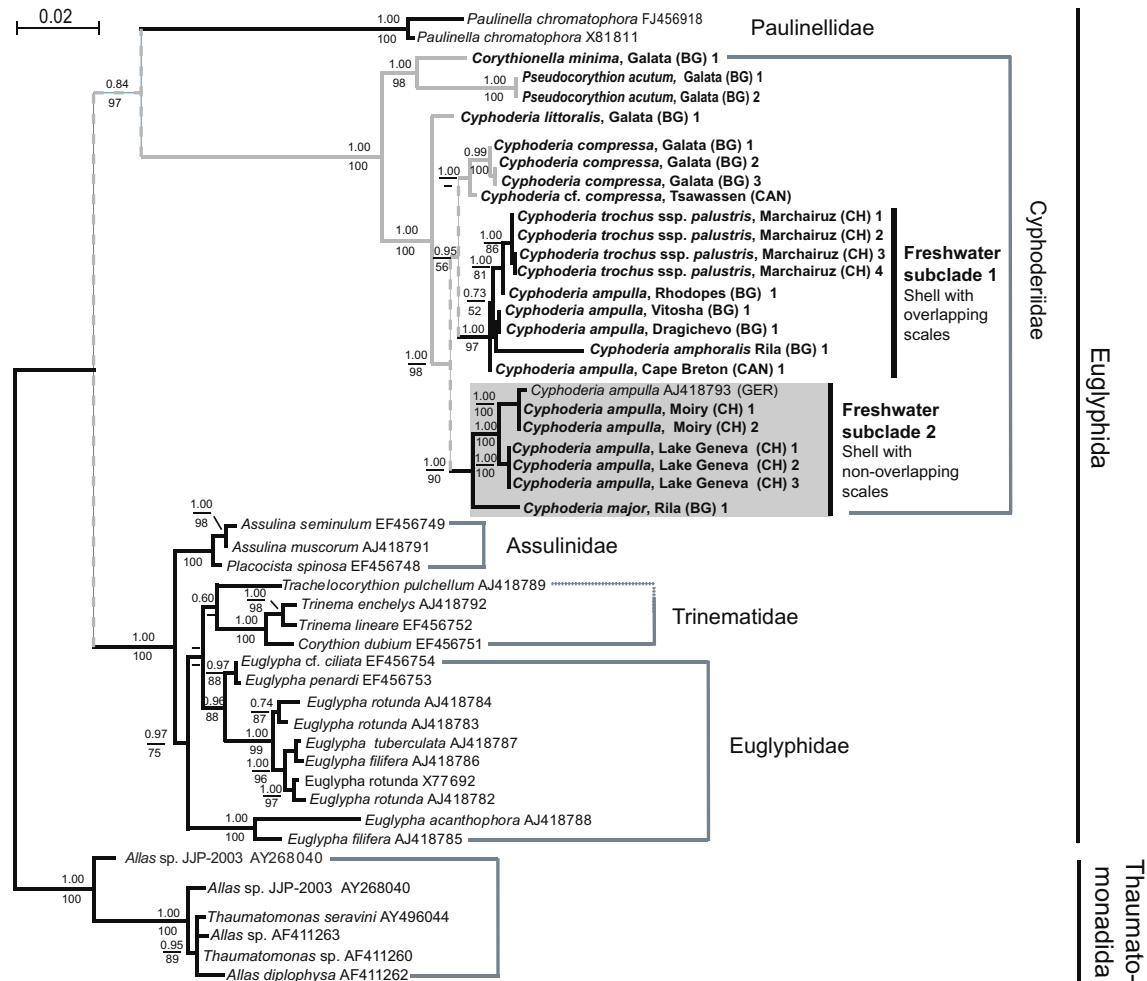 0.02
1.00
100
Paulinella chromatophora FJ456918
Paulinella chromatophora X81811
Paulinellidae
0.84
97
1.00
98
Corythionella minima, Galata (BG) 1
1.00
100
Pseudocorythion acutum, Galata (BG) 1
Pseudocorythion acutum, Galata (BG) 2
Cyphoderia littoralis, Galata (BG) 1
1.00
100
0.99
100
Cyphoderia compressa, Galata (BG) 1
Cyphoderia compressa, Galata (BG) 2
Cyphoderia compressa, Galata (BG) 3
1.00
–
Cyphoderia cf. compressa, Tsawassen (CAN)
1.00
100
0.95
56
1.00
86
Cyphoderia trochus ssp. palustris, Marchairuz (CH) 1
Cyphoderia trochus ssp. palustris, Marchairuz (CH) 2
Cyphoderia trochus ssp. palustris, Marchairuz (CH) 3
Cyphoderia trochus ssp. palustris, Marchairuz (CH) 4
1.00
81
Cyphoderia ampulla, Rhodopes (BG) 1
0.73
52
Cyphoderia ampulla, Vitosha (BG) 1
Cyphoderia ampulla, Dragichevo (BG) 1
1.00
97
Cyphoderia amphoralis Rila (BG) 1
Cyphoderia ampulla, Cape Breton (CAN) 1
Freshwater
subclade 1
Shell with
overlapping
scales
1.00
98
Cyphoderia ampulla AJ418793 (GER)
1.00
100
Cyphoderia ampulla, Moiry (CH) 1
Cyphoderia ampulla, Moiry (CH) 2
1.00
100
Cyphoderia ampulla, Lake Geneva (CH) 1
1.00
100
Cyphoderia ampulla, Lake Geneva (CH) 2
Cyphoderia ampulla, Lake Geneva (CH) 3
1.00
90
Cyphoderia major, Rila (BG) 1
Freshwater
subclade 2
Shell with
non-overlapping
scales
Cyphoderiidae
Euglyphida
1.00
98
Assulina seminulum EF456749
Assulina muscorum AJ418791
100
Placocista spinosa EF456748
Assulinidae
Trachelocorythion pulchellum AJ418789
0.60
–
1.00
98
Trinema enchelys AJ418792
1.00
100
Trinema lineare EF456752
Corythion dubium EF456751
Trinematidae
1.00
100
–
–
0.97
88
Euglypha cf. ciliata EF456754
Euglypha penardi EF456753
0.96
88
0.74
87
Euglypha rotunda AJ418784
Euglypha rotunda AJ418783
1.00
99
Euglypha tuberculata AJ418787
Euglypha filifera AJ418786
1.00
96
Euglypha rotunda X77692
1.00
97
Euglypha rotunda AJ418782
0.97
75
1.00
100
Euglypha acanthophora AJ418788
Euglypha filifera AJ418785
Euglyphidae
Allas sp. JJP-2003 AY268040
1.00
100
Allas sp. JJP-2003 AY268040
1.00
100
Thaumatomonas seravini AY496044
Allas sp. AF411263
0.95
89
Thaumatomonas sp. AF411260
Allas diplophysa AF411262
Thaumato-
monadida